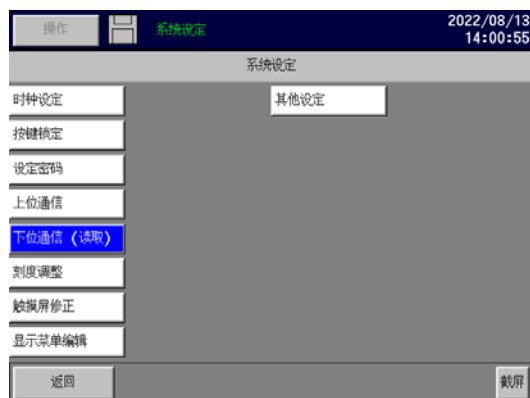 操作
系统设定
2022/08/13
14:00:55
系统设定
时钟设定
其他设定
按键锁定
设定密码
上位通信
下位通信 (读取)
刻度调整
触摸屏修正
显示菜单编辑
返回
截屏